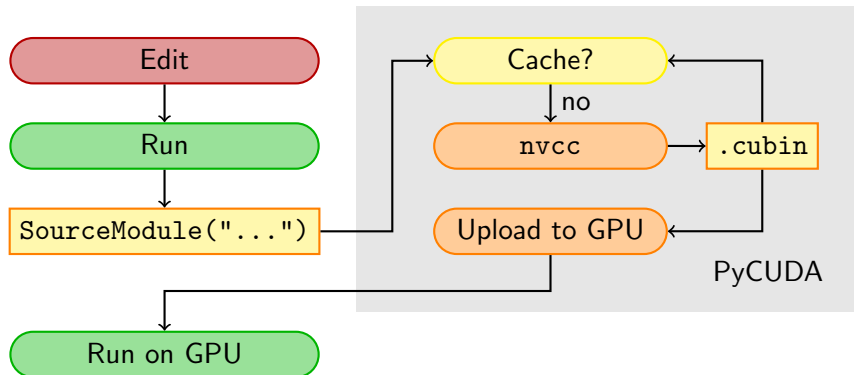 Edit
Run
SourceModule("...")
Cache?
no
nvcc
.cubin
Upload to GPU
PyCUDA
Run on GPU